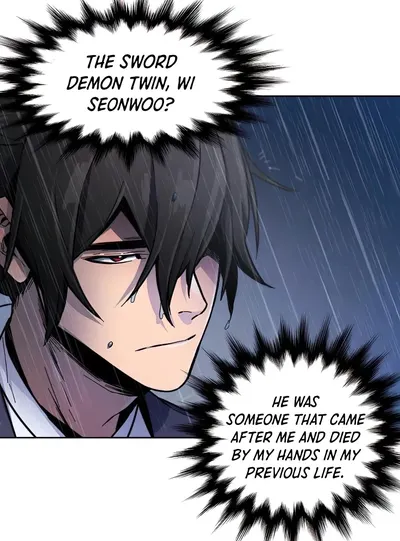 THE SWORD
DEMON TWIN, WI
SEONWOO?
HE WAS
SOMEONE THAT CAME
AFTER ME AND DIED
BY MY HANDS IN MY
PREVIOUS LIFE.